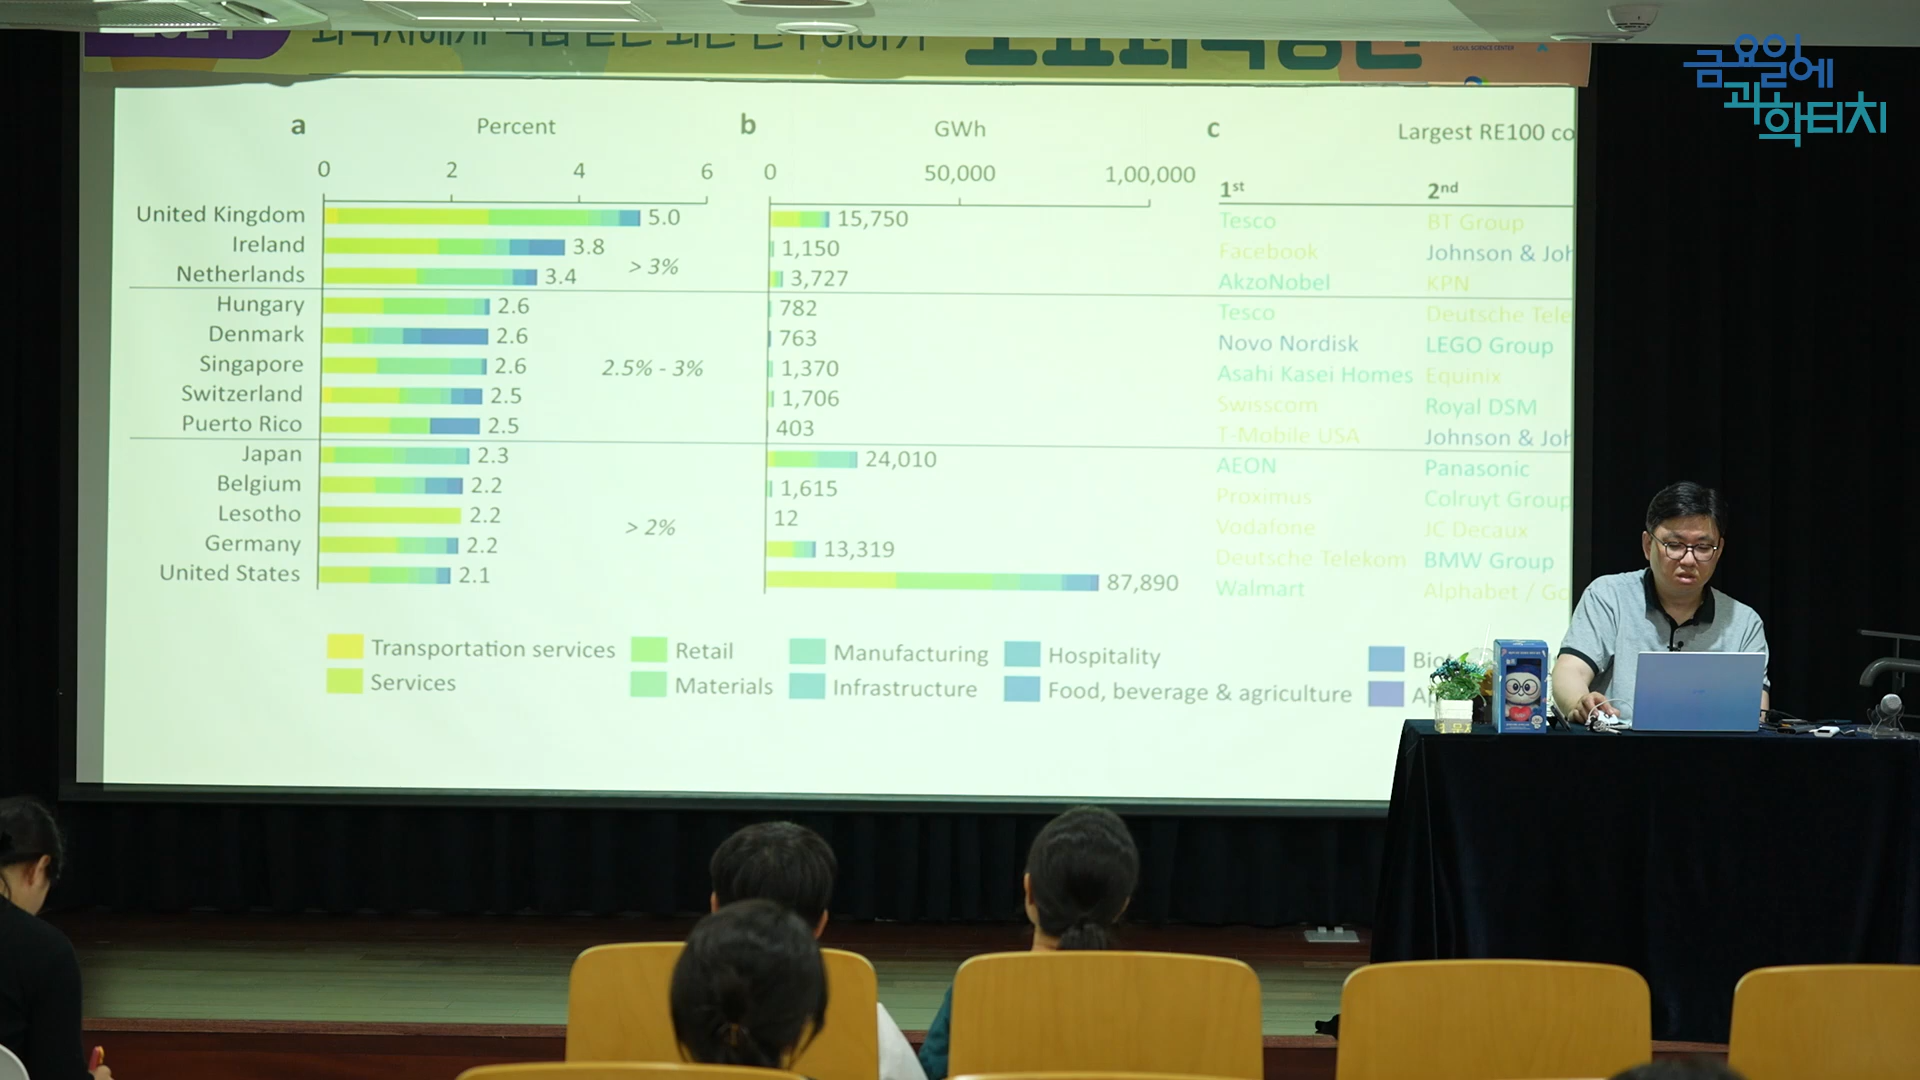 금요일에
과학터치
SEOUL SCIENCE CENTER
a Percent b GWh c Largest RE100 co
0 2 4 6 0 50,000 1,00,000 1st 2nd
United Kingdom 5.0 15,750 Tesco BT Group
Ireland 3.8 1,150 Facebook Johnson & Joh
> 3%
Netherlands 3.4 3,727 AkzoNobel KPN
Hungary 2.6 782 Tesco Deutsche Tele
Denmark 2.6 763 Novo Nordisk LEGO Group
Singapore 2.6 2.5% - 3% 1,370 Asahi Kasei Homes Equinix
Switzerland 2.5 1,706 Swisscom Royal DSM
Puerto Rico 2.5 403 T-Mobile USA Johnson & Joh
Japan 2.3 24,010 AEON Panasonic
Belgium 2.2 1,615 Proximus Colruyt Group
Lesotho 2.2 > 2% 12 Vodafone JC Decaux
Germany 2.2 13,319 Deutsche Telekom BMW Group
United States 2.1 87,890 Walmart Alphabet / Go
Transportation services Retail Manufacturing Hospitality
Services Materials Infrastructure Food, beverage & agriculture